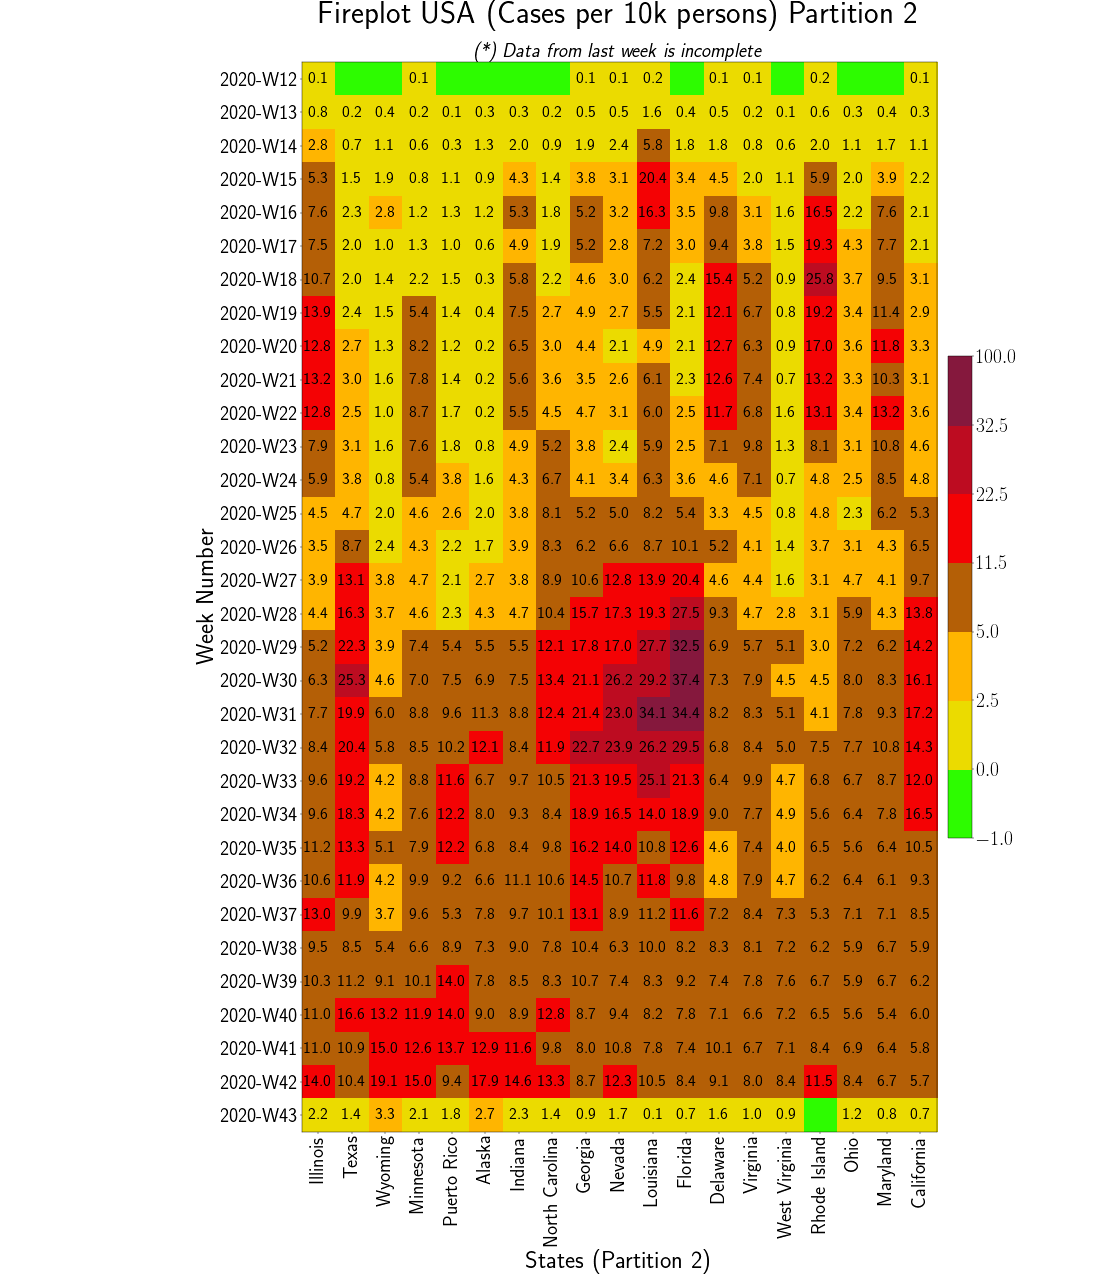 Fireplot USA (Cases per 10k persons) Partition 2
(*) Data from last week is incomplete
2020-W12 0.1 0.1 0.1 0.1 0.2 0.1 0.1 0.2 0.1
2020-W13 0.8 0.2 0.4 0.2 0.1 0.3 0.3 0.2 0.5 0.5 1.6 0.4 0.5 0.2 0.1 0.6 0.3 0.4 0.3
2020-W14 2.8 0.7 1.1 0.6 0.3 1.3 2.0 0.9 1.9 2.4 5.8 1.8 1.8 0.8 0.6 2.0 1.1 1.7 1.1
2020-W15 5.3 1.5 1.9 0.8 1.1 0.9 4.3 1.4 3.8 3.1 20.4 3.4 4.5 2.0 1.1 5.9 2.0 3.9 2.2
2020-W16 7.6 2.3 2.8 1.2 1.3 1.2 5.3 1.8 5.2 3.2 16.3 3.5 9.8 3.1 1.6 16.5 2.2 7.6 2.1
2020-W17 7.5 2.0 1.0 1.3 1.0 0.6 4.9 1.9 5.2 2.8 7.2 3.0 9.4 3.8 1.5 19.3 4.3 7.7 2.1
2020-W18 10.7 2.0 1.4 2.2 1.5 0.3 5.8 2.2 4.6 3.0 6.2 2.4 15.4 5.2 0.9 25.8 3.7 9.5 3.1
2020-W19 13.9 2.4 1.5 5.4 1.4 0.4 7.5 2.7 4.9 2.7 5.5 2.1 12.1 6.7 0.8 19.2 3.4 11.4 2.9
2020-W20 12.8 2.7 1.3 8.2 1.2 0.2 6.5 3.0 4.4 2.1 4.9 2.1 12.7 6.3 0.9 17.0 3.6 11.8 3.3
2020-W21 13.2 3.0 1.6 7.8 1.4 0.2 5.6 3.6 3.5 2.6 6.1 2.3 12.6 7.4 0.7 13.2 3.3 10.3 3.1
2020-W22 12.8 2.5 1.0 8.7 1.7 0.2 5.5 4.5 4.7 3.1 6.0 2.5 11.7 6.8 1.6 13.1 3.4 13.2 3.6
2020-W23 7.9 3.1 1.6 7.6 1.8 0.8 4.9 5.2 3.8 2.4 5.9 2.5 7.1 9.8 1.3 8.1 3.1 10.8 4.6
2020-W24 5.9 3.8 0.8 5.4 3.8 1.6 4.3 6.7 4.1 3.4 6.3 3.6 4.6 7.1 0.7 4.8 2.5 8.5 4.8
2020-W25 4.5 4.7 2.0 4.6 2.6 2.0 3.8 8.1 5.2 5.0 8.2 5.4 3.3 4.5 0.8 4.8 2.3 6.2 5.3
2020-W26 3.5 8.7 2.4 4.3 2.2 1.7 3.9 8.3 6.2 6.6 8.7 10.1 5.2 4.1 1.4 3.7 3.1 4.3 6.5
2020-W27 3.9 13.1 3.8 4.7 2.1 2.7 3.8 8.9 10.6 12.8 13.9 20.4 4.6 4.4 1.6 3.1 4.7 4.1 9.7
2020-W28 4.4 16.3 3.7 4.6 2.3 4.3 4.7 10.4 15.7 17.3 19.3 27.5 9.3 4.7 2.8 3.1 5.9 4.3 13.8
2020-W29 5.2 22.3 3.9 7.4 5.4 5.5 5.5 12.1 17.8 17.0 27.7 32.5 6.9 5.7 5.1 3.0 7.2 6.2 14.2
2020-W30 6.3 25.3 4.6 7.0 7.5 6.9 7.5 13.4 21.1 26.2 29.2 37.4 7.3 7.9 4.5 4.5 8.0 8.3 16.1
2020-W31 7.7 19.9 6.0 8.8 9.6 11.3 8.8 12.4 21.4 23.0 34.1 34.4 8.2 8.3 5.1 4.1 7.8 9.3 17.2
2020-W32 8.4 20.4 5.8 8.5 10.2 12.1 8.4 11.9 22.7 23.9 26.2 29.5 6.8 8.4 5.0 7.5 7.7 10.8 14.3
2020-W33 9.6 19.2 4.2 8.8 11.6 6.7 9.7 10.5 21.3 19.5 25.1 21.3 6.4 9.9 4.7 6.8 6.7 8.7 12.0
2020-W34 9.6 18.3 4.2 7.6 12.2 8.0 9.3 8.4 18.9 16.5 14.0 18.9 9.0 7.7 4.9 5.6 6.4 7.8 16.5
2020-W35 11.2 13.3 5.1 7.9 12.2 6.8 8.4 9.8 16.2 14.0 10.8 12.6 4.6 7.4 4.0 6.5 5.6 6.4 10.5
2020-W36 10.6 11.9 4.2 9.9 9.2 6.6 11.1 10.6 14.5 10.7 11.8 9.8 4.8 7.9 4.7 6.2 6.4 6.1 9.3
2020-W37 13.0 9.9 3.7 9.6 5.3 7.8 9.7 10.1 13.1 8.9 11.2 11.6 7.2 8.4 7.3 5.3 7.1 7.1 8.5
2020-W38 9.5 8.5 5.4 6.6 8.9 7.3 9.0 7.8 10.4 6.3 10.0 8.2 8.3 8.1 7.2 6.2 5.9 6.7 5.9
2020-W39 10.3 11.2 9.1 10.1 14.0 7.8 8.5 8.3 10.7 7.4 8.3 9.2 7.4 7.8 7.6 6.7 5.9 6.7 6.2
2020-W40 11.0 16.6 13.2 11.9 14.0 9.0 8.9 12.8 8.7 9.4 8.2 7.8 7.1 6.6 7.2 6.5 5.6 5.4 6.0
2020-W41 11.0 10.9 15.0 12.6 13.7 12.9 11.6 9.8 8.0 10.8 7.8 7.4 10.1 6.7 7.1 8.4 6.9 6.4 5.8
2020-W42 14.0 10.4 19.1 15.0 9.4 17.9 14.6 13.3 8.7 12.3 10.5 8.4 9.1 8.0 8.4 11.5 8.4 6.7 5.7
2020-W43 2.2 1.4 3.3 2.1 1.8 2.7 2.3 1.4 0.9 1.7 0.1 0.7 1.6 1.0 0.9 1.2 0.8 0.7
Week Number
Illinois
Texas
Wyoming
Minnesota
Puerto Rico
Alaska
Indiana
North Carolina
Georgia
Nevada
Louisiana
Florida
Delaware
Virginia
West Virginia
Rhode Island
Ohio
Maryland
California
States (Partition 2)
100.0
32.5
22.5
11.5
5.0
2.5
0.0
−1.0